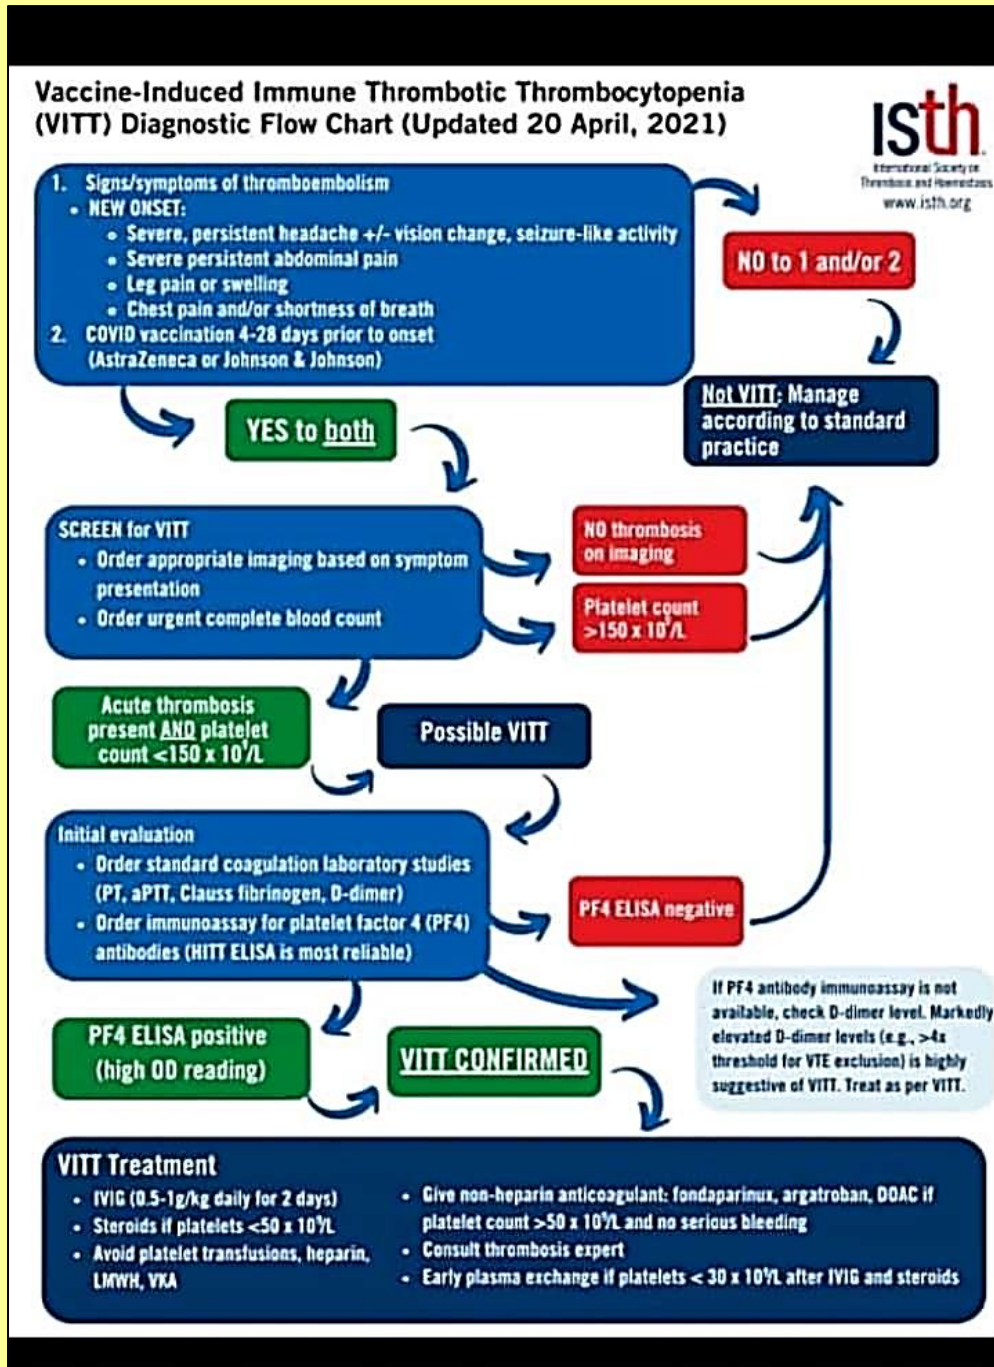 Vaccine-Induced Immune Thrombotic Thrombocytopenia
(VITT) Diagnostic Flow Chart (Updated 20 April, 2021)
isth.
International Society on
Thrombosis and Haemostasis
www.isth.org
1. Signs/symptoms of thromboembolism
• NEW ONSET:
• Severe, persistent headache +/- vision change, seizure-like activity
• Severe persistent abdominal pain
• Leg pain or swelling
• Chest pain and/or shortness of breath
2. COVID vaccination 4-28 days prior to onset
(AstraZeneca or Johnson & Johnson)
NO to 1 and/or 2
Not VITT: Manage
according to standard
practice
YES to both
SCREEN for VITT
• Order appropriate imaging based on symptom
presentation
• Order urgent complete blood count
NO thrombosis
on imaging
Platelet count
>150 x 10⁹/L
Acute thrombosis
present AND platelet
count <150 x 10⁹/L
Possible VITT
Initial evaluation
• Order standard coagulation laboratory studies
(PT, aPTT, Clauss fibrinogen, D-dimer)
• Order immunoassay for platelet factor 4 (PF4)
antibodies (HITT ELISA is most reliable)
PF4 ELISA negative
If PF4 antibody immunoassay is not
available, check D-dimer level. Markedly
elevated D-dimer levels (e.g., >4x
threshold for VTE exclusion) is highly
suggestive of VITT. Treat as per VITT.
PF4 ELISA positive
(high OD reading)
VITT CONFIRMED
VITT Treatment
• IVIG (0.5-1g/kg daily for 2 days)
• Steroids if platelets <50 x 10⁹/L
• Avoid platelet transfusions, heparin,
LMWH, VKA
• Give non-heparin anticoagulant: fondaparinux, argatroban, DOAC if
platelet count >50 x 10⁹/L and no serious bleeding
• Consult thrombosis expert
• Early plasma exchange if platelets < 30 x 10⁹/L after IVIG and steroids